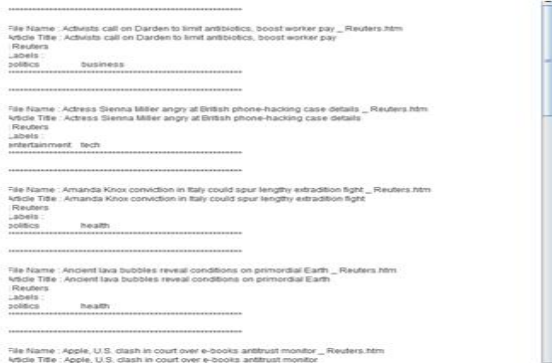 File Name : Activists call on Darden to limit antibiotics, boost worker pay _ Reuters.htm
Article Title : Activists call on Darden to limit antibiotics, boost worker pay
| Reuters
Labels :
politics business
File Name : Actress Sienna Miller angry at British phone-hacking case details _ Reuters.htm
Article Title : Actress Sienna Miller angry at British phone-hacking case details
| Reuters
Labels :
entertainment tech
File Name : Amanda Knox conviction in Italy could spur lengthy extradition fight _ Reuters.htm
Article Title : Amanda Knox conviction in Italy could spur lengthy extradition fight
| Reuters
Labels :
politics health
File Name : Ancient lava bubbles reveal conditions on primordial Earth _ Reuters.htm
Article Title : Ancient lava bubbles reveal conditions on primordial Earth
| Reuters
Labels :
politics health
File Name : Apple, U.S. clash in court over e-books antitrust monitor _ Reuters.htm
Article Title : Apple, U.S. clash in court over e-books antitrust monitor